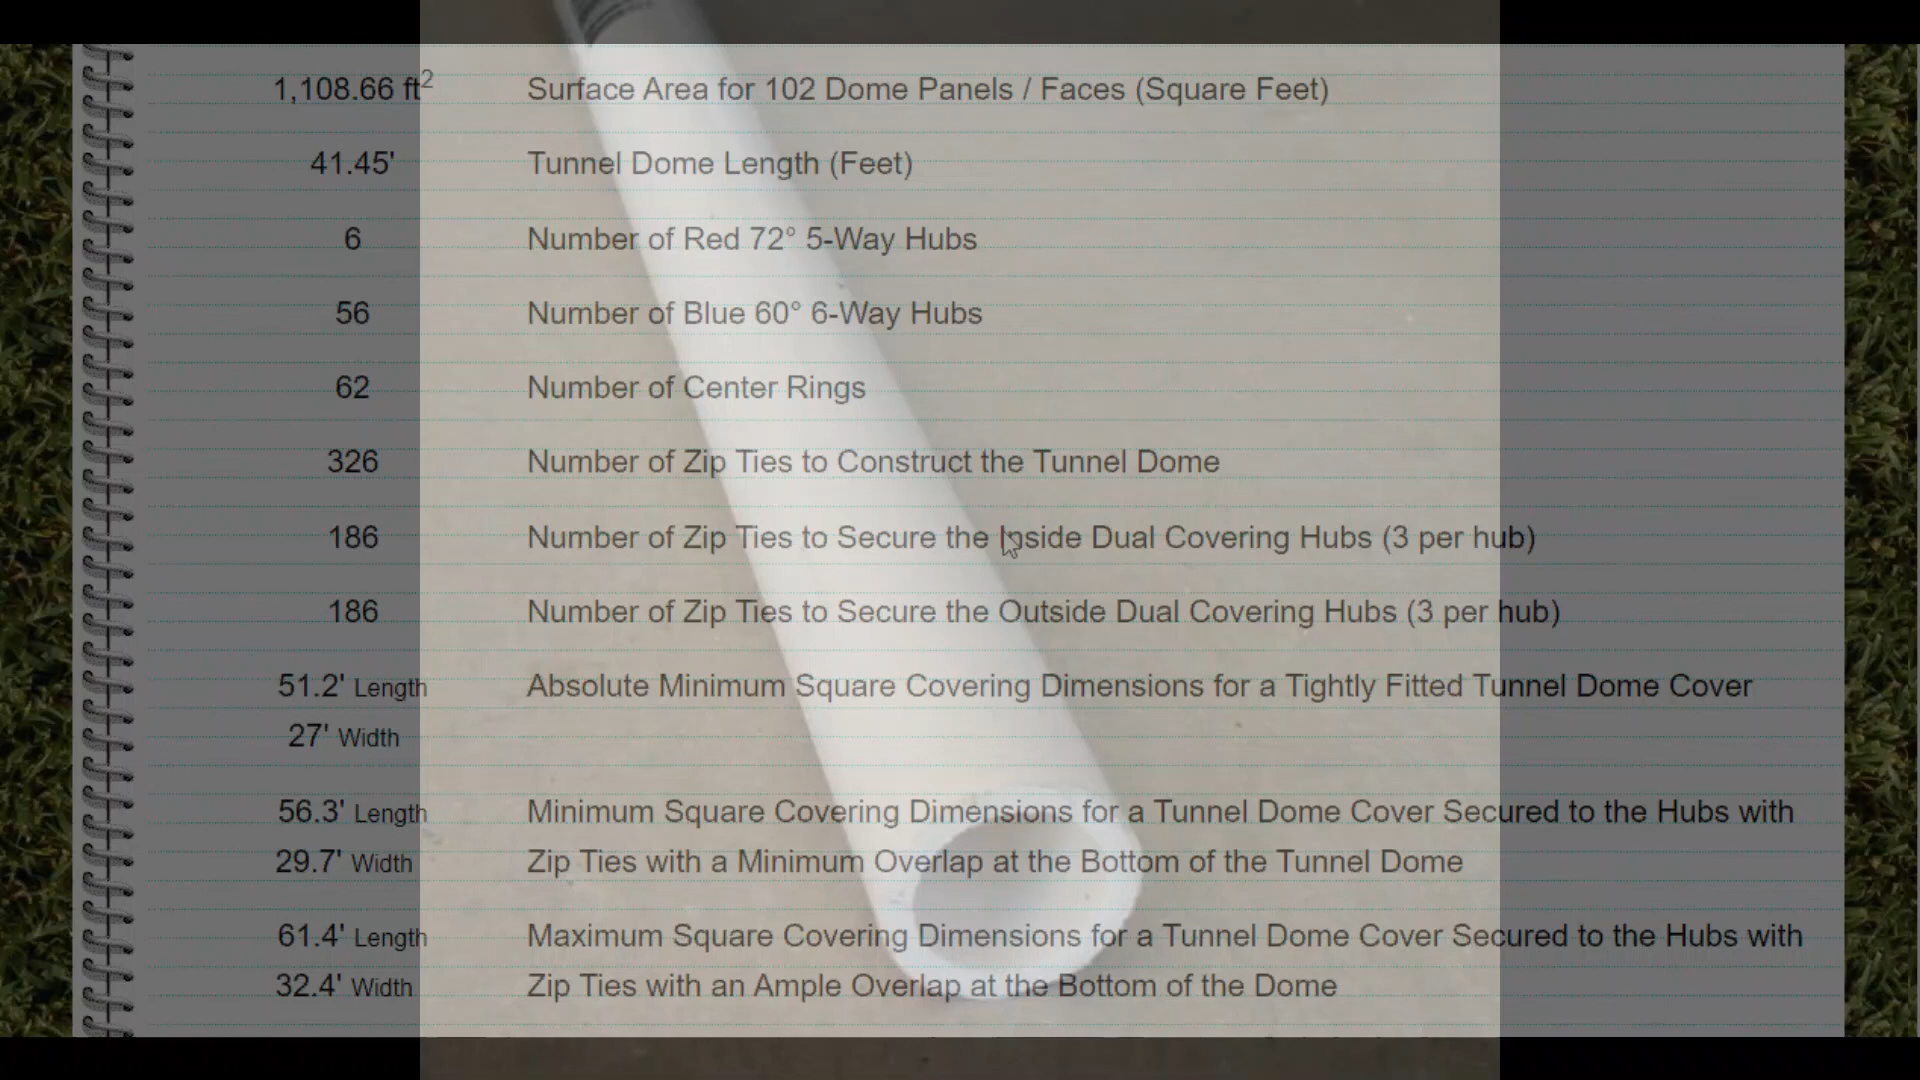 1,108.66 ft² Surface Area for 102 Dome Panels / Faces (Square Feet)
41.45' Tunnel Dome Length (Feet)
6 Number of Red 72° 5-Way Hubs
56 Number of Blue 60° 6-Way Hubs
62 Number of Center Rings
326 Number of Zip Ties to Construct the Tunnel Dome
186 Number of Zip Ties to Secure the Inside Dual Covering Hubs (3 per hub)
186 Number of Zip Ties to Secure the Outside Dual Covering Hubs (3 per hub)
51.2' Length Absolute Minimum Square Covering Dimensions for a Tightly Fitted Tunnel Dome Cover
27' Width
56.3' Length Minimum Square Covering Dimensions for a Tunnel Dome Cover Secured to the Hubs with
29.7' Width Zip Ties with a Minimum Overlap at the Bottom of the Tunnel Dome
61.4' Length Maximum Square Covering Dimensions for a Tunnel Dome Cover Secured to the Hubs with
32.4' Width Zip Ties with an Ample Overlap at the Bottom of the Dome